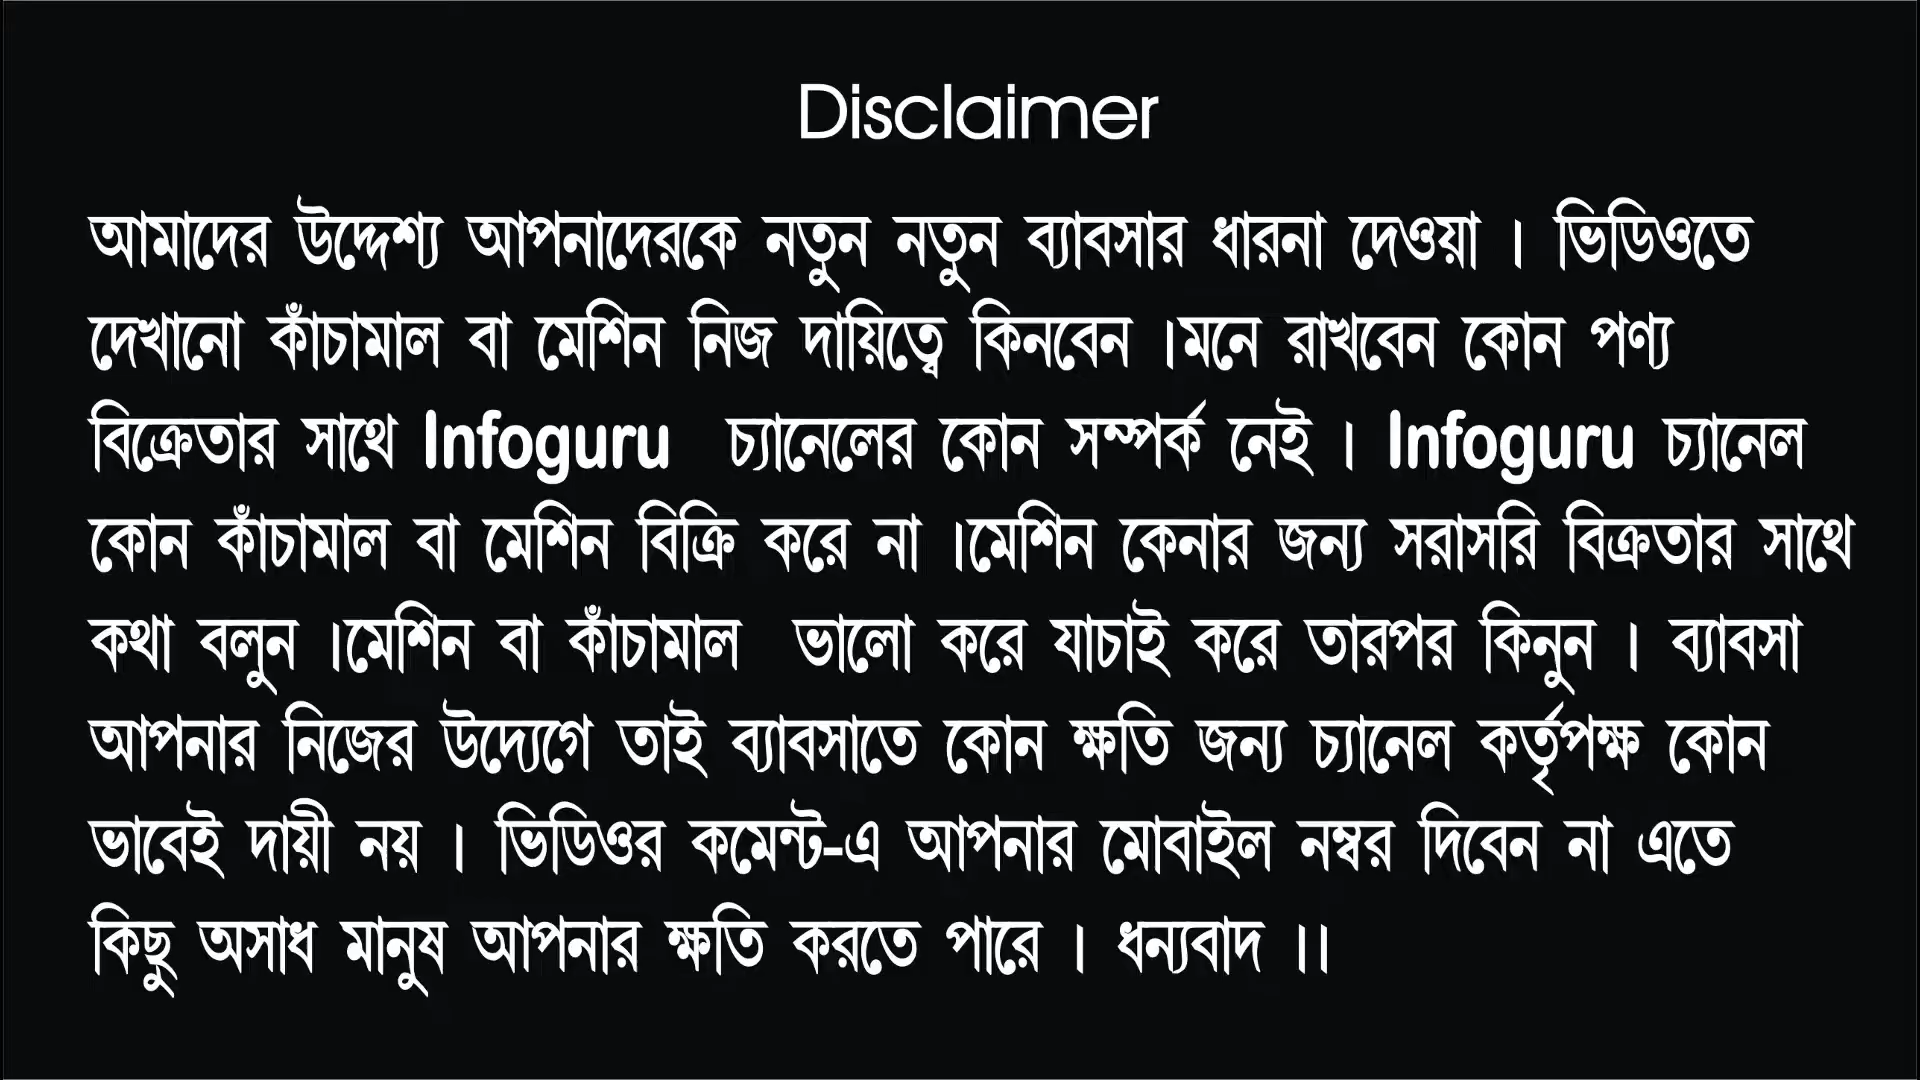 Disclaimer
আমাদের উদ্দেশ্য আপনাদেরকে নতুন নতুন ব্যাবসার ধারনা দেওয়া । ভিডিওতে
দেখানো কাঁচামাল বা মেশিন নিজ দায়িত্বে কিনবেন ।মনে রাখবেন কোন পণ্য
বিক্রেতার সাথে Infoguru চ্যানেলের কোন সম্পর্ক নেই । Infoguru চ্যানেল
কোন কাঁচামাল বা মেশিন বিক্রি করে না ।মেশিন কেনার জন্য সরাসরি বিক্রতার সাথে
কথা বলুন ।মেশিন বা কাঁচামাল ভালো করে যাচাই করে তারপর কিনুন । ব্যাবসা
আপনার নিজের উদ্যেগে তাই ব্যাবসাতে কোন ক্ষতি জন্য চ্যানেল কর্তৃপক্ষ কোন
ভাবেই দায়ী নয় । ভিডিওর কমেন্ট-এ আপনার মোবাইল নম্বর দিবেন না এতে
কিছু অসাধ মানুষ আপনার ক্ষতি করতে পারে । ধন্যবাদ ।।